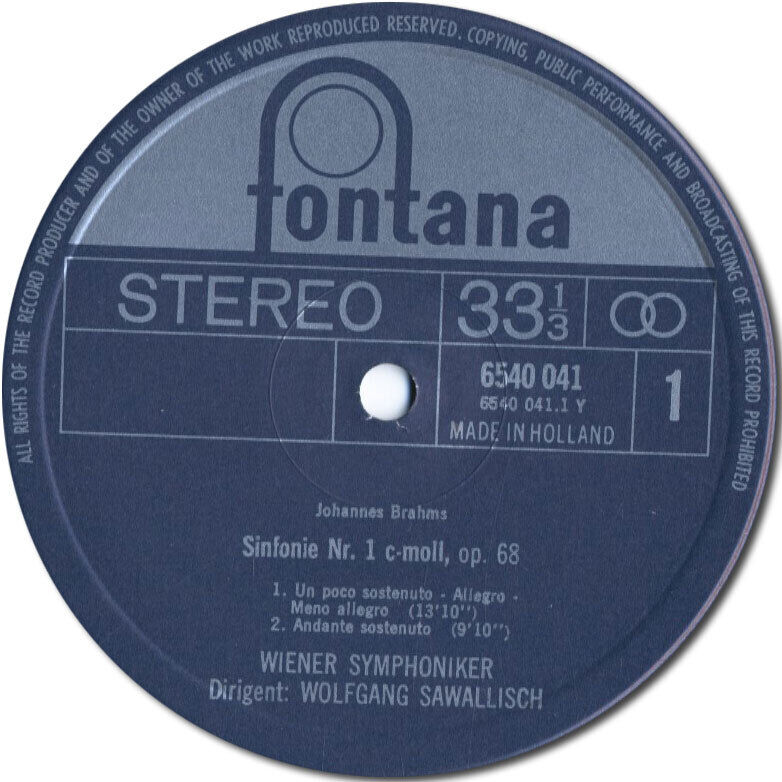 ALL RIGHTS OF THE RECORD PRODUCER AND OF THE OWNER OF THE WORK REPRODUCED RESERVED. COPYING, PUBLIC PERFORMANCE AND BROADCASTING OF THIS RECORD PROHIBITED
fontana
STEREO 33⅓
6540 041
6540 041.1 Y
1
MADE IN HOLLAND
Johannes Brahms
Sinfonie Nr. 1 c-moll, op. 68
1. Un poco sostenuto - Allegro -
Meno allegro (13'10'')
2. Andante sostenuto (9'10'')
WIENER SYMPHONIKER
Dirigent: WOLFGANG SAWALLISCH